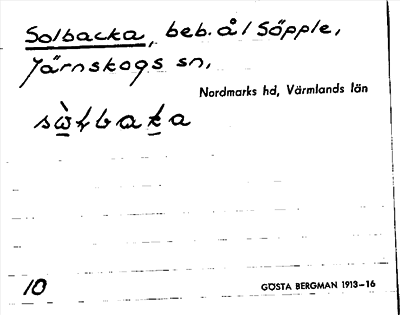 Solbacka, beb. å l Söpple,
Järnskogs sn,
Nordmarks hd, Värmlands län
10
GÖSTA BERGMAN 1913–16